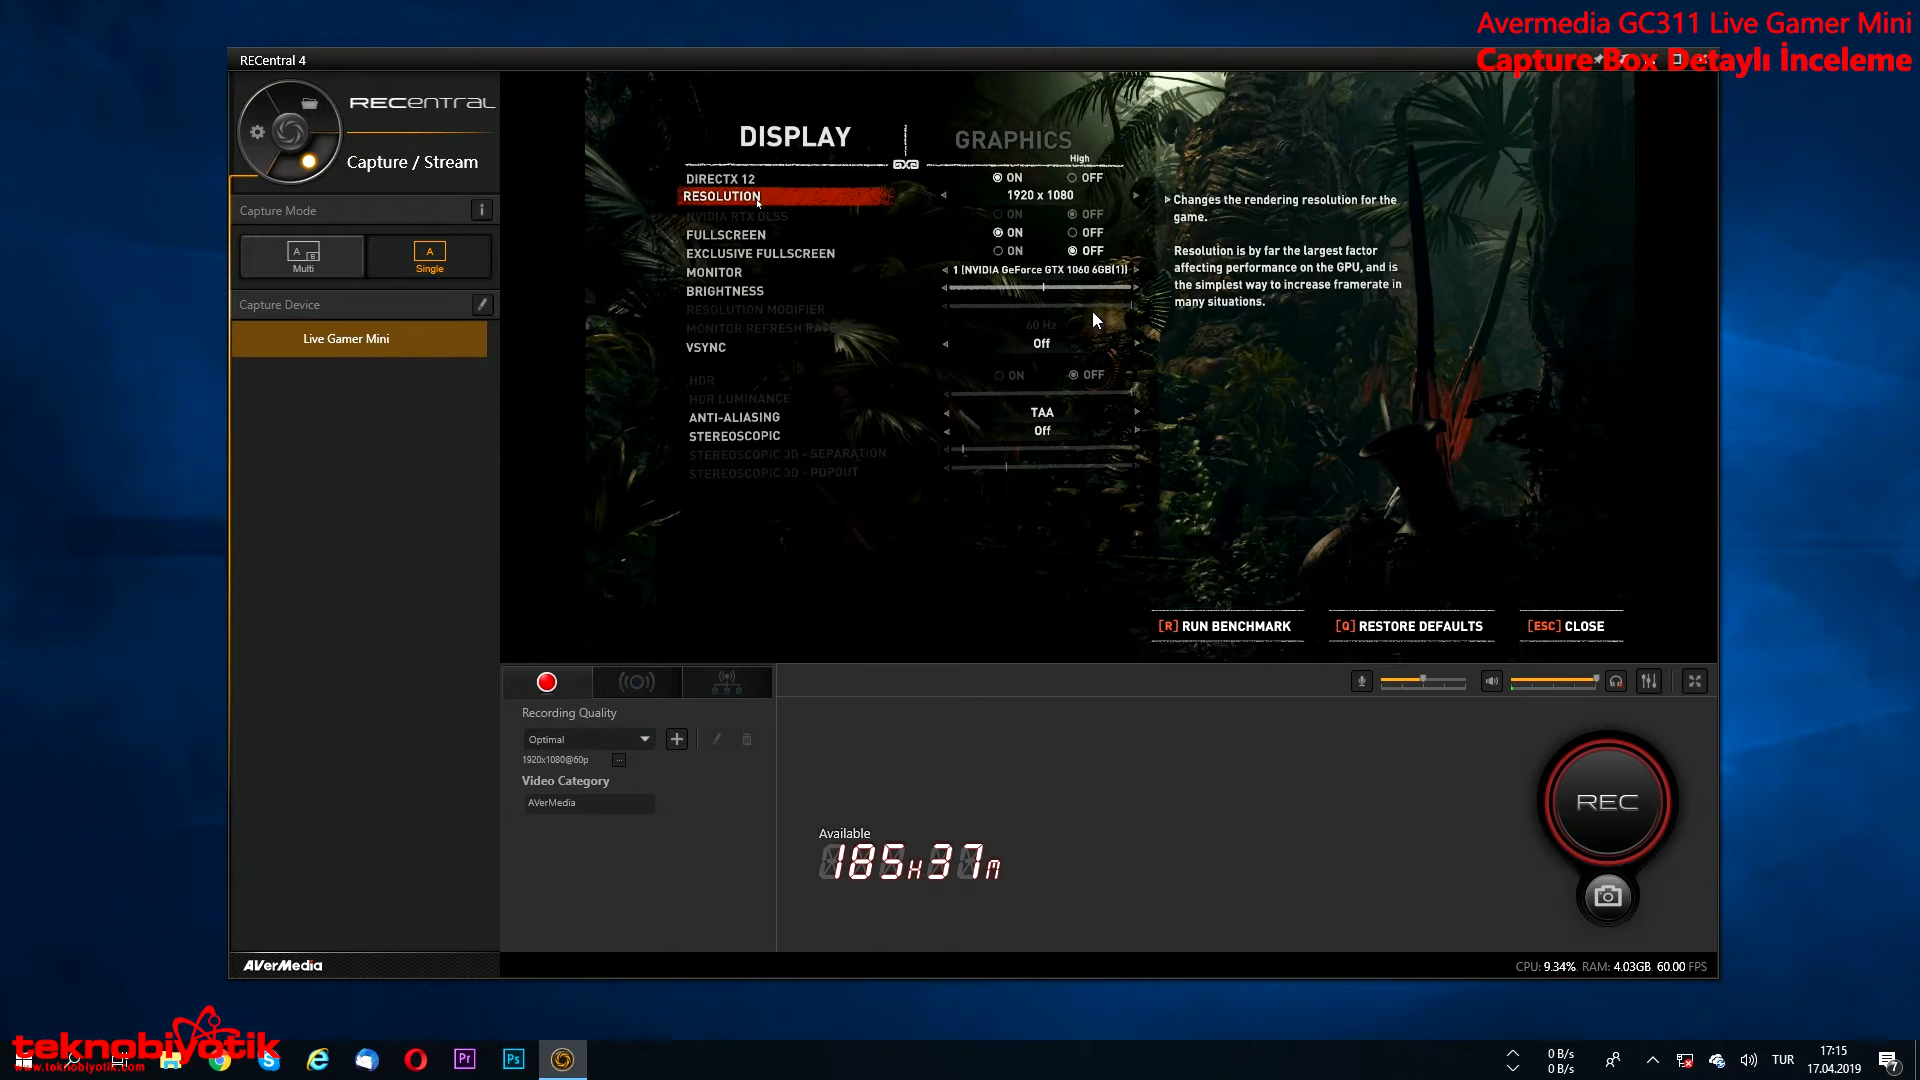 Avermedia GC311 Live Gamer Mini
Capture Box Detaylı İnceleme
RECentral 4
RECENTRAL
Capture / Stream
Capture Mode
A B
Multi
A
Single
Capture Device
Live Gamer Mini
DISPLAY
GRAPHICS
High
DIRECTX 12
ON OFF
RESOLUTION
1920 x 1080
NVIDIA RTX DLSS
ON OFF
FULLSCREEN
ON OFF
EXCLUSIVE FULLSCREEN
ON OFF
MONITOR
1 (NVIDIA GeForce GTX 1060 6GB(1))
BRIGHTNESS
RESOLUTION MODIFIER
MONITOR REFRESH RATE
60 Hz
VSYNC
Off
HDR
ON OFF
HDR LUMINANCE
ANTI-ALIASING
TAA
STEREOSCOPIC
Off
STEREOSCOPIC 3D - SEPARATION
STEREOSCOPIC 3D - POPOUT
Changes the rendering resolution for the
game.
Resolution is by far the largest factor
affecting performance on the GPU, and is
the simplest way to increase framerate in
many situations.
[R] RUN BENCHMARK
[Q] RESTORE DEFAULTS
[ESC] CLOSE
Recording Quality
Optimal
1920x1080@60p
...
Video Category
AVerMedia
Available
185H37M
REC
AVerMedia
CPU: 9.34%. RAM: 4.03GB. 60.00 FPS
teknobiyotik
www.teknobiyotik.com
Pr
Ps
0 B/s
0 B/s
TUR
17:15
17.04.2019
7